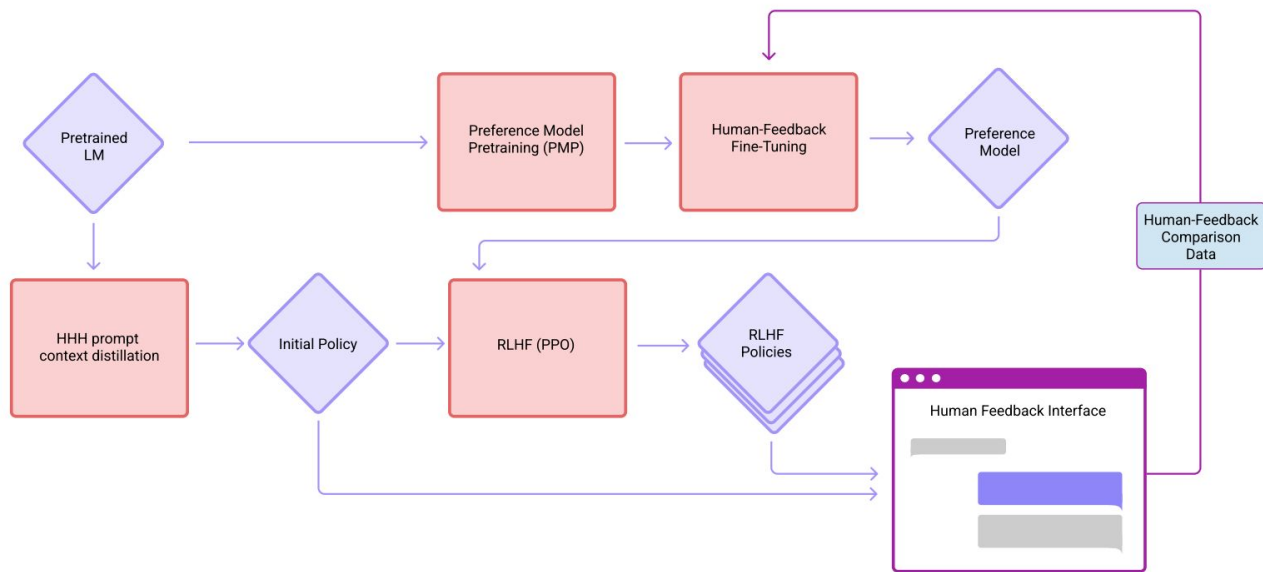 Pretrained
LM
Preference Model
Pretraining (PMP)
Human-Feedback
Fine-Tuning
Preference
Model
Human-Feedback
Comparison
Data
HHH prompt
context distillation
Initial Policy
RLHF (PPO)
RLHF
Policies
Human Feedback Interface